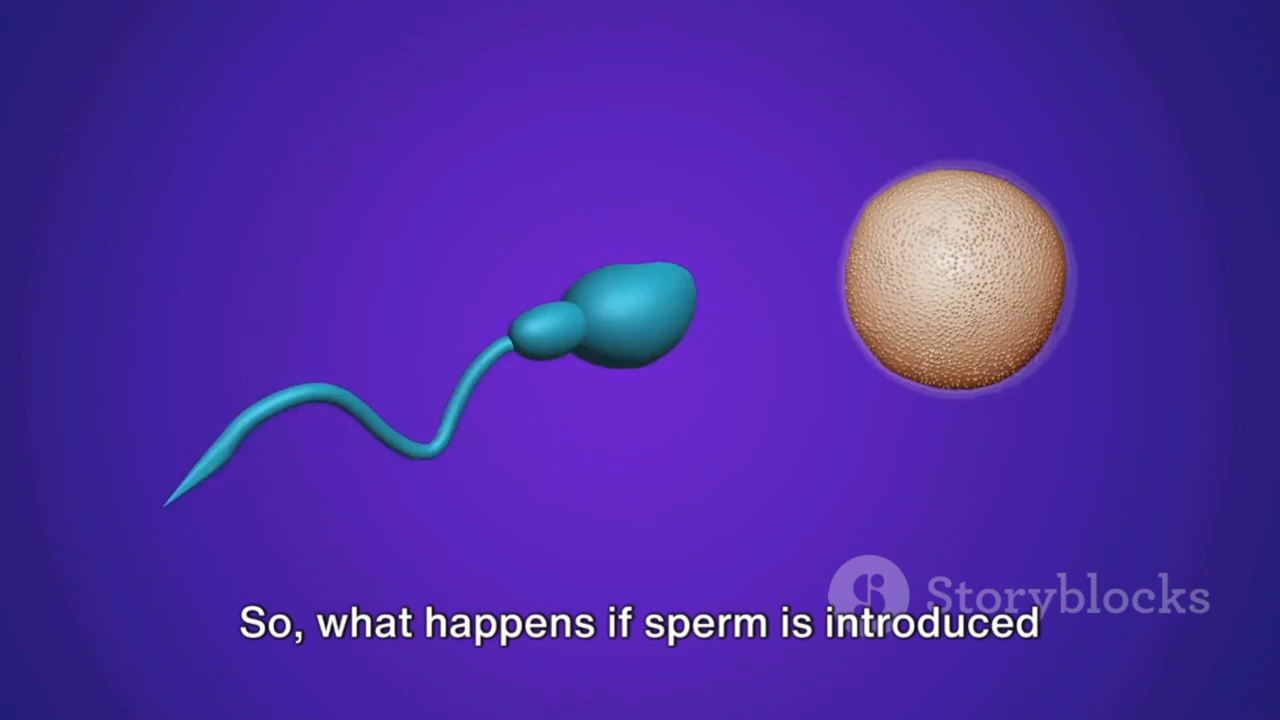 Storyblocks
So, what happens if sperm is introduced